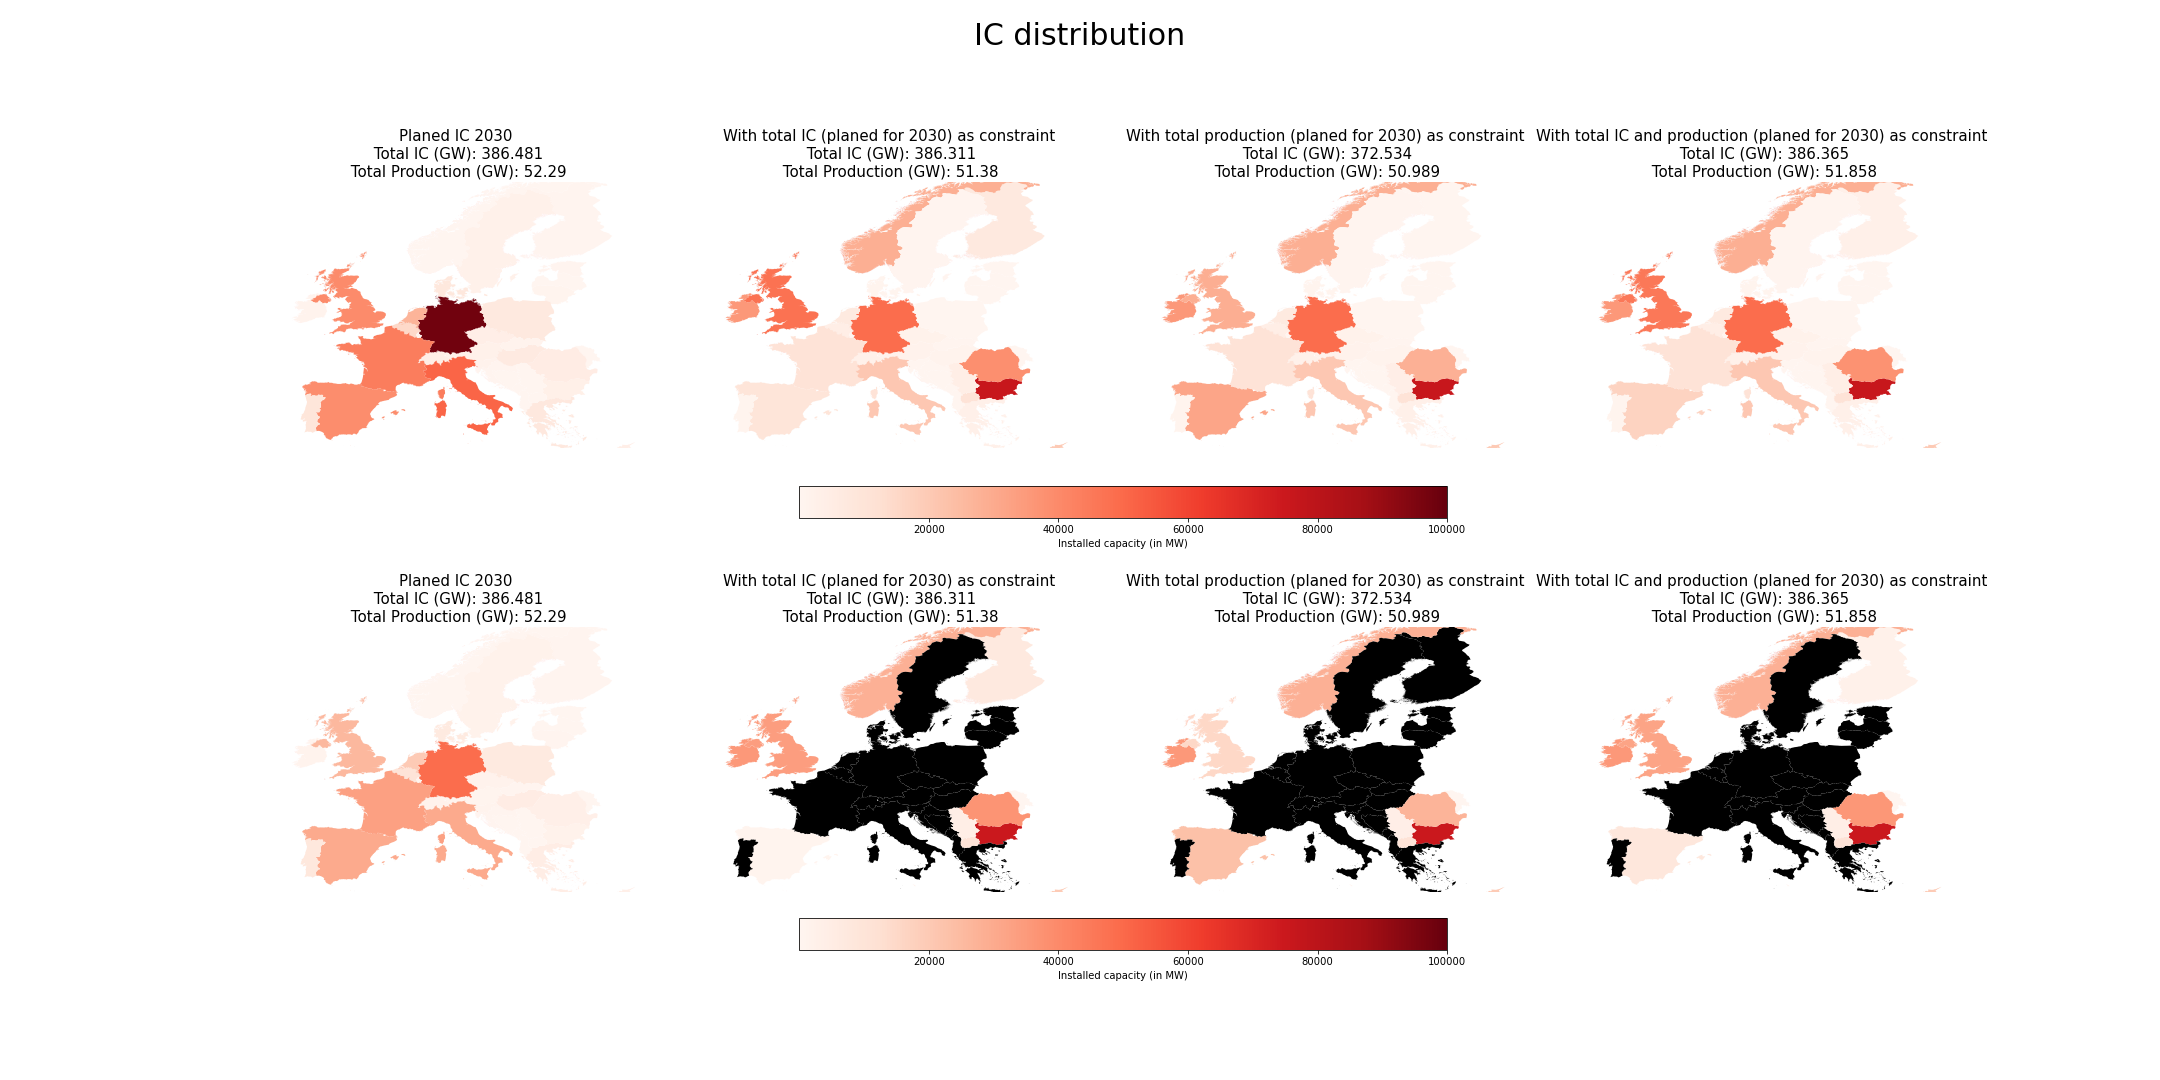 IC distribution
Planed IC 2030
Total IC (GW): 386.481
Total Production (GW): 52.29
With total IC (planed for 2030) as constraint
Total IC (GW): 386.311
Total Production (GW): 51.38
With total production (planed for 2030) as constraint
Total IC (GW): 372.534
Total Production (GW): 50.989
With total IC and production (planed for 2030) as constraint
Total IC (GW): 386.365
Total Production (GW): 51.858
20000 40000 60000 80000 100000
Installed capacity (in MW)
Planed IC 2030
Total IC (GW): 386.481
Total Production (GW): 52.29
With total IC (planed for 2030) as constraint
Total IC (GW): 386.311
Total Production (GW): 51.38
With total production (planed for 2030) as constraint
Total IC (GW): 372.534
Total Production (GW): 50.989
With total IC and production (planed for 2030) as constraint
Total IC (GW): 386.365
Total Production (GW): 51.858
20000 40000 60000 80000 100000
Installed capacity (in MW)